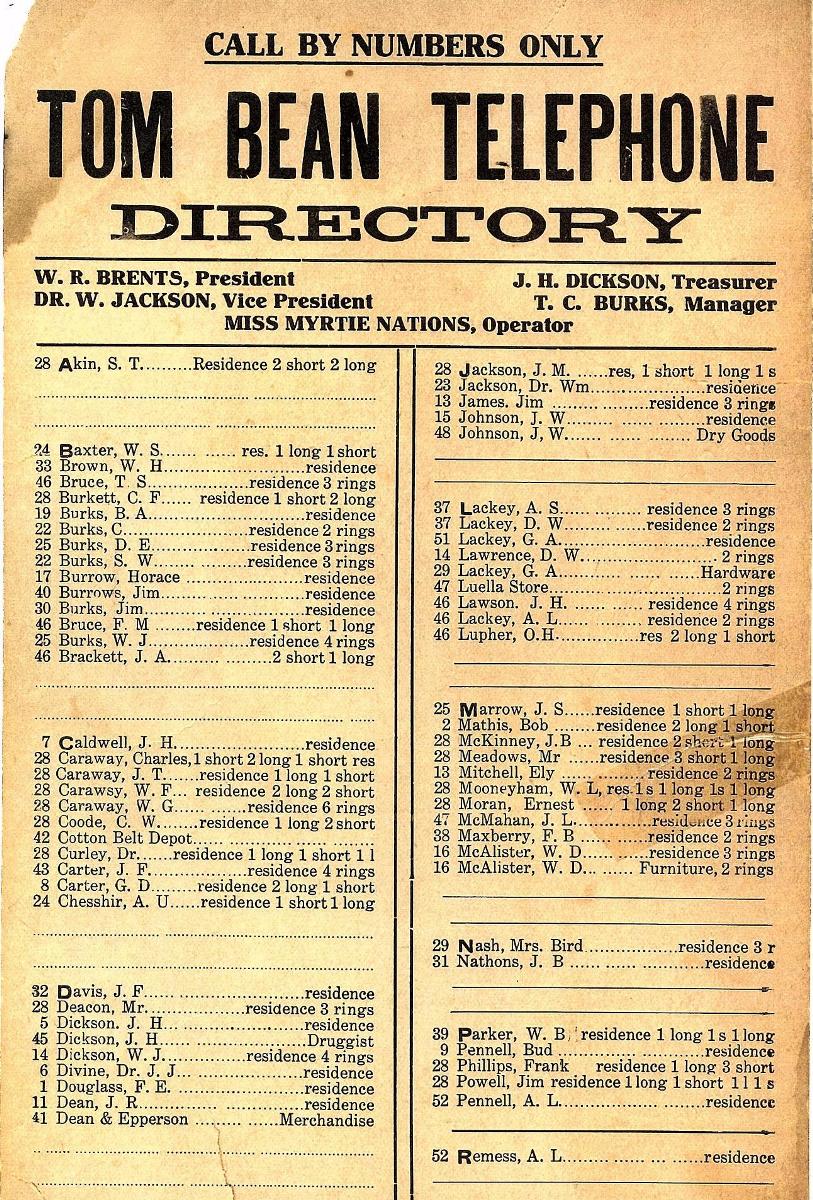 CALL BY NUMBERS ONLY
TOM BEAN TELEPHONE
DIRECTORY
W. R. BRENTS, President
DR. W. JACKSON, Vice President
J. H. DICKSON, Treasurer
T. C. BURKS, Manager
MISS MYRTIE NATIONS, Operator
28 Akin, S. T..........Residence 2 short 2 long
24 Baxter, W. S....... ...... res. 1 long 1 short
33 Brown, W. H........................residence
46 Bruce, T. S..................residence 3 rings
28 Burkett, C. F...... residence 1 short 2 long
19 Burks, B. A...........................residence
22 Burks, C......................residence 2 rings
25 Burks, D. E...................residence 3 rings
22 Burks, S. W....... ...........residence 3 rings
17 Burrow, Horace .....................residence
40 Burrows, Jim..........................residence
30 Burks, Jim.............................residence
46 Bruce, F. M ........residence 1 short 1 long
25 Burks, W. J..................residence 4 rings
46 Brackett, J. A......... .........2 short 1 long
7 Caldwell, J. H........................residence
28 Caraway, Charles,1 short 2 long 1 short res
28 Caraway, J. T.......residence 1 long 1 short
28 Carawsy, W. F... residence 2 long 2 short
28 Caraway, W. G...... ......residence 6 rings
28 Coode, C. W.........residence 1 long 2 short
42 Cotton Belt Depot..............................
28 Curley, Dr......residence 1 long 1 short 1 l
43 Carter, J. F...................residence 4 rings
8 Carter, G. D........residence 2 long 1 short
24 Chesshir, A. U......residence 1 short 1 long
32 Davis, J. F...... ...... ..............residence
28 Deacon, Mr..................residence 3 rings
5 Dickson. J. H... ......................residence
45 Dickson, J. H...... .................Druggist
14 Dickson, W. J...............residence 4 rings
6 Divine, Dr. J. J... ....................residence
1 Douglass, F. E. ...... ...............residence
11 Dean, J. R............. ...............residence
41 Dean & Epperson ......... ......Merchandise
28 Jackson, J. M. ......res, 1 short 1 long 1 s
23 Jackson, Dr. Wm......................residence
13 James, Jim ......... ............residence 3 rings
15 Johnson, J. W........... ...... ........residence
48 Johnson, J, W...... ...... ........ Dry Goods
37 Lackey, A. S...... ...... residence 3 rings
37 Lackey, D. W................residence 2 rings
51 Lackey, G. A..........................residence
14 Lawrence, D. W.........................2 rings
29 Lackey, G. A......... ...... ......Hardware
47 Luella Store...............................2 rings
46 Lawson. J. H. ...... ...... residence 4 rings
46 Lackey, A. L...... ......... residence 2 rings
46 Lupher, O.H..............res 2 long 1 short
25 Marrow, J. S......residence 1 short 1 long
2 Mathis, Bob ........residence 2 long 1 short
28 McKinney, J.B ... residence 2 short 1 long
28 Meadows, Mr ......residence 3 short 1 long
13 Mitchell, Ely ...... .............residence 2 rings
28 Mooneyham, W. L, res.1s 1 long 1s 1 long
28 Moran, Ernest ...... 1 long 2 short 1 long
47 McMahan, J. L..............residence 3 rings
38 Maxberry, F. B ...... ......residence 2 rings
16 McAlister, W. D...... ......residence 3 rings
16 McAlister, W. D... ...... Furniture, 2 rings
29 Nash, Mrs. Bird................residence 3 r
31 Nathons, J. B ...... ...... ............residence
39 Parker, W. B, residence 1 long 1 s 1 long
9 Pennell, Bud ...... ....................residence
28 Phillips, Frank residence 1 long 3 short
28 Powell, Jim residence 1 long 1 short 1 l 1 s
52 Pennell, A. L...........................residence
52 Remess, A. L......... ......... ... ......residence